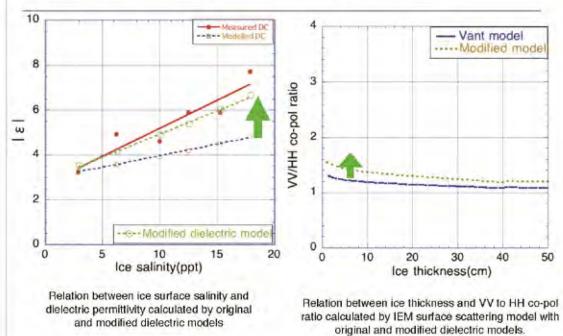 10
8
6
4
2
0
| ε |
0
5
10
15
20
Ice salinity(ppt)
Measured DC
Modelled DC
Modified dielectric model
Relation between ice surface salinity and
dielectric permittivity calculated by original
and modified dielectric models
4
3
2
1
0
VV/HH co-pol ratio
0
10
20
30
40
50
Ice thickness(cm)
Vant model
Modified model
Relation between ice thickness and VV to HH co-pol
ratio calculated by IEM surface scattering model with
original and modified dielectric models.